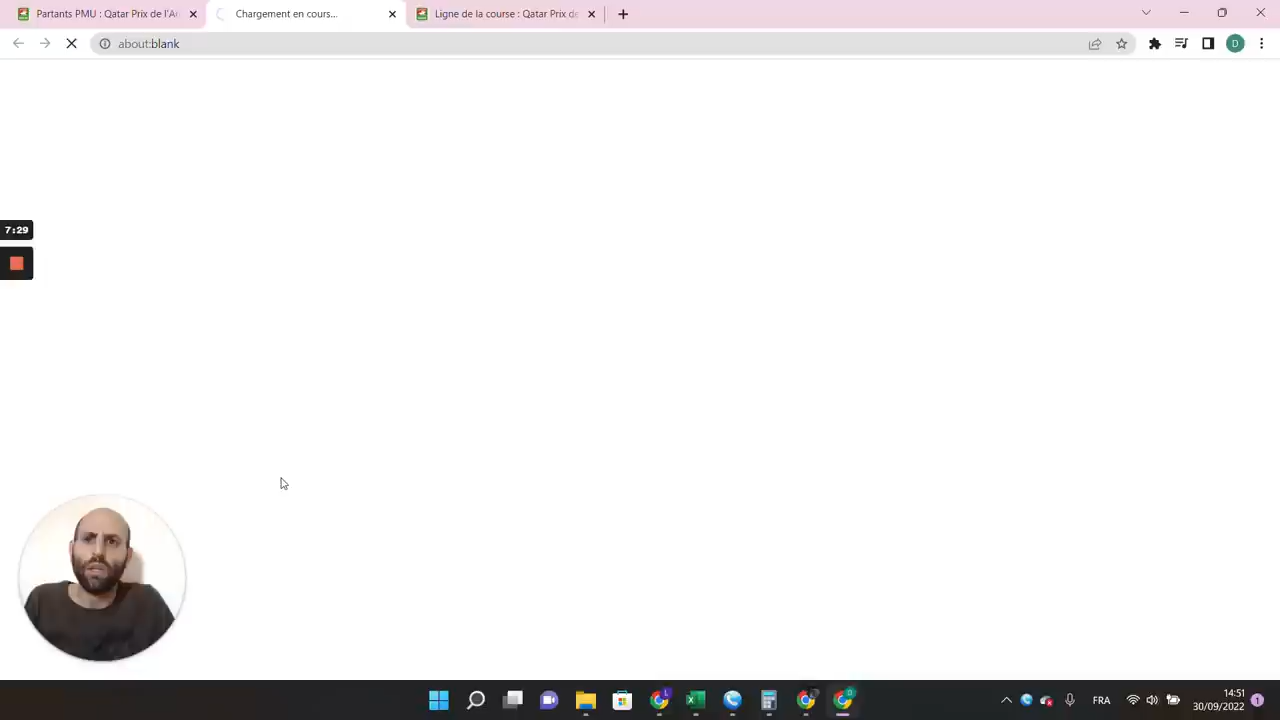 Partants PMU : Qatar Prix de l'A
Chargement en cours...
Ligne de la course : Qatar Prix de
about:blank
D
7:29
L
D
FRA
14:51
30/09/2022
1